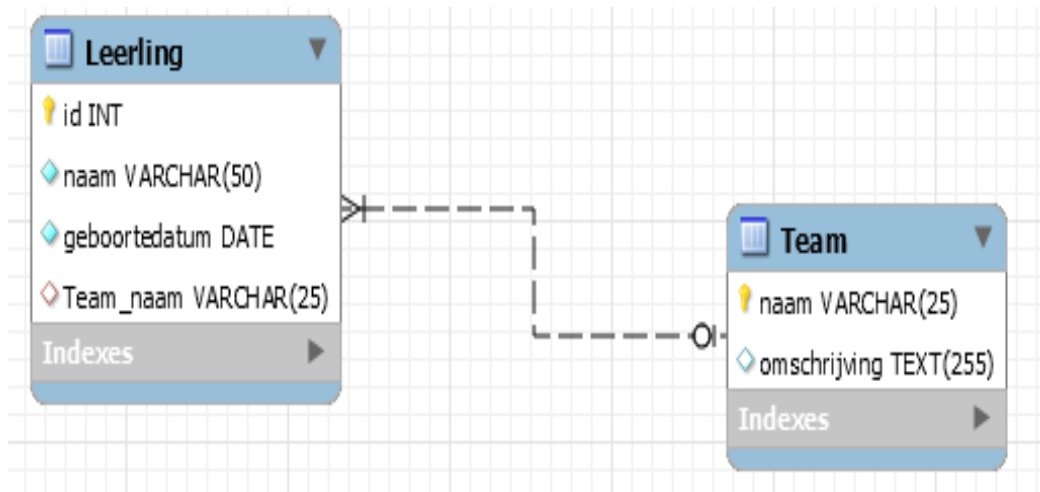 Leerling
id INT
naam VARCHAR(50)
geboortedatum DATE
Team_naam VARCHAR(25)
Indexes
Team
naam VARCHAR(25)
omschrijving TEXT(255)
Indexes